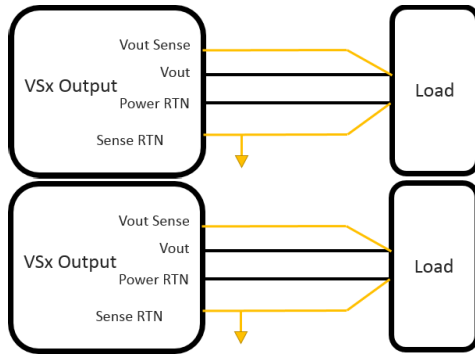 Vout Sense
Vout
VSx Output
Load
Power RTN
Sense RTN
Vout Sense
Vout
VSx Output
Load
Power RTN
Sense RTN